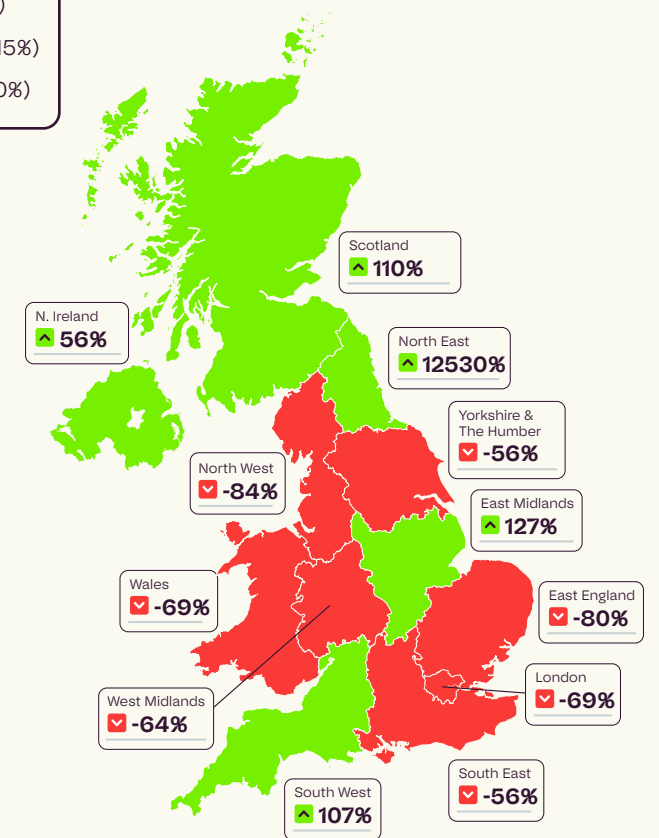 )
15%)
0%)
Scotland
110%
N. Ireland
56%
North East
12530%
Yorkshire &
The Humber
-56%
North West
-84%
East Midlands
127%
Wales
-69%
East England
-80%
London
-69%
West Midlands
-64%
South East
-56%
South West
107%